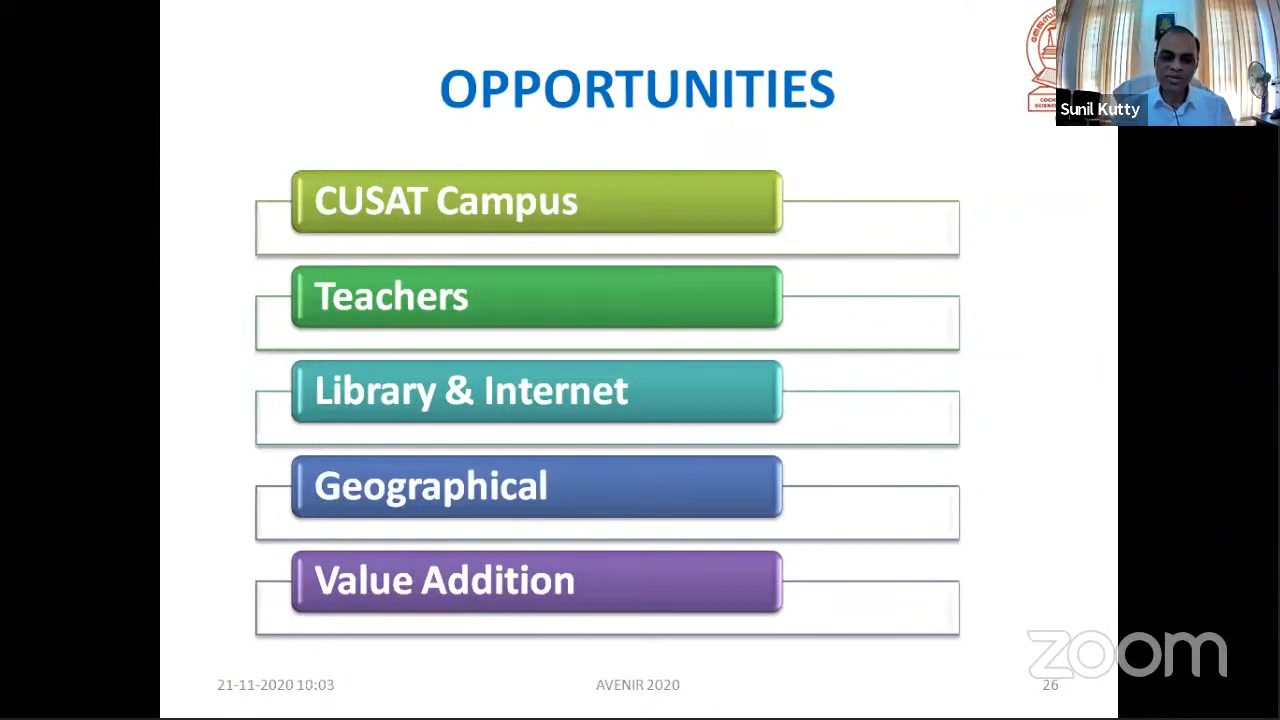 OPPORTUNITIES
Sunil Kutty
CUSAT Campus
Teachers
Library & Internet
Geographical
Value Addition
zoom
21-11-2020 10:03
AVENIR 2020
26